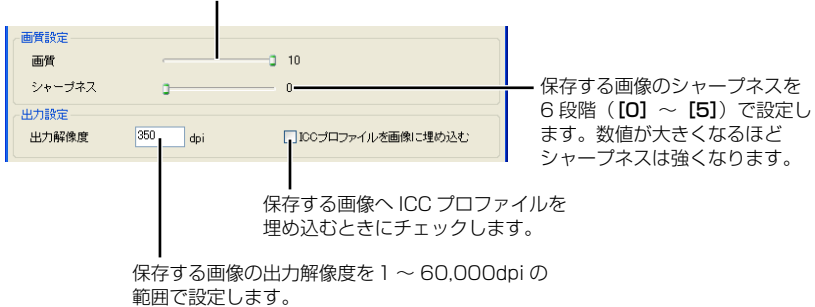 画質設定
画質 10
シャープネス 0
出力設定
出力解像度 350 dpi ICCプロファイルを画像に埋め込む
保存する画像のシャープネスを
6 段階（[0] ～ [5]）で設定し
ます。数値が大きくなるほど
シャープネスは強くなります。
保存する画像へ ICC プロファイルを
埋め込むときにチェックします。
保存する画像の出力解像度を 1 ～ 60,000dpi の
範囲で設定します。